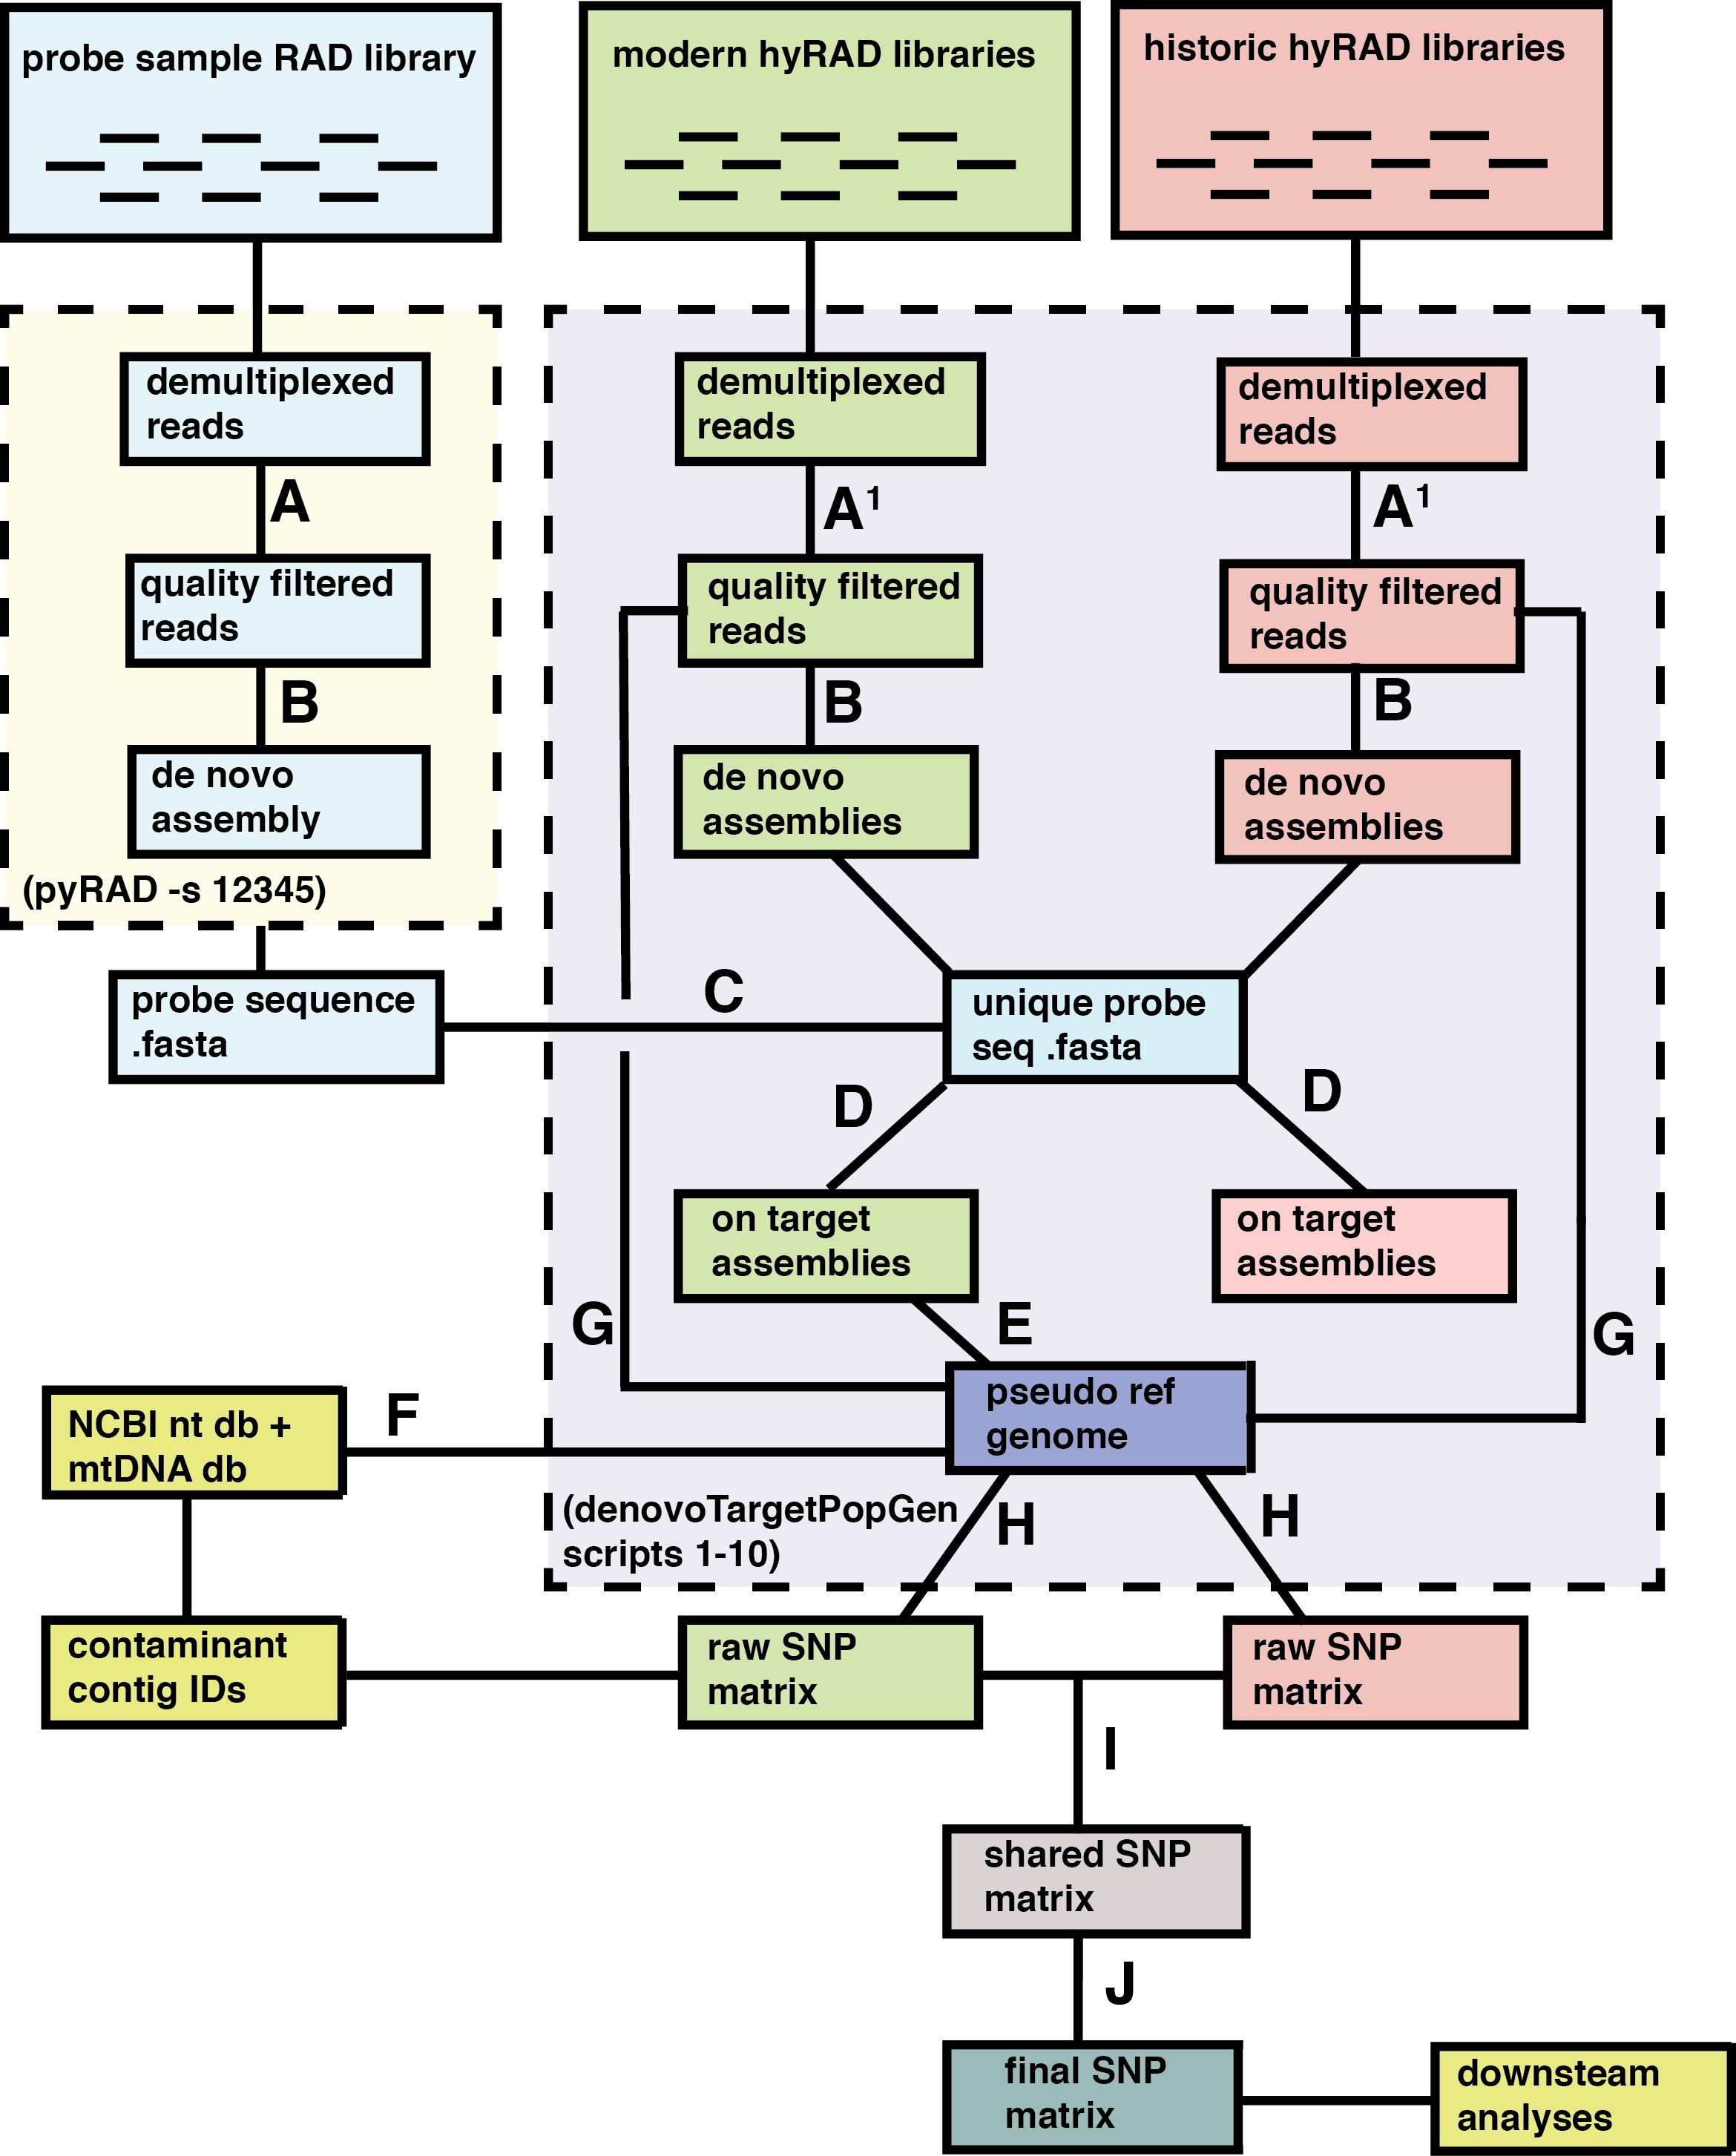 probe sample RAD library
modern hyRAD libraries
historic hyRAD libraries
demultiplexed
reads
demultiplexed
reads
demultiplexed
reads
A
A¹
A¹
quality filtered
reads
quality filtered
reads
quality filtered
reads
B
B
B
de novo
assembly
de novo
assemblies
de novo
assemblies
(pyRAD -s 12345)
probe sequence
.fasta
C
unique probe
seq .fasta
D
D
on target
assemblies
on target
assemblies
G
E
G
pseudo ref
genome
NCBI nt db +
mtDNA db
F
(denovoTargetPopGen
scripts 1-10)
H
H
contaminant
contig IDs
raw SNP
matrix
raw SNP
matrix
I
shared SNP
matrix
J
final SNP
matrix
downsteam
analyses